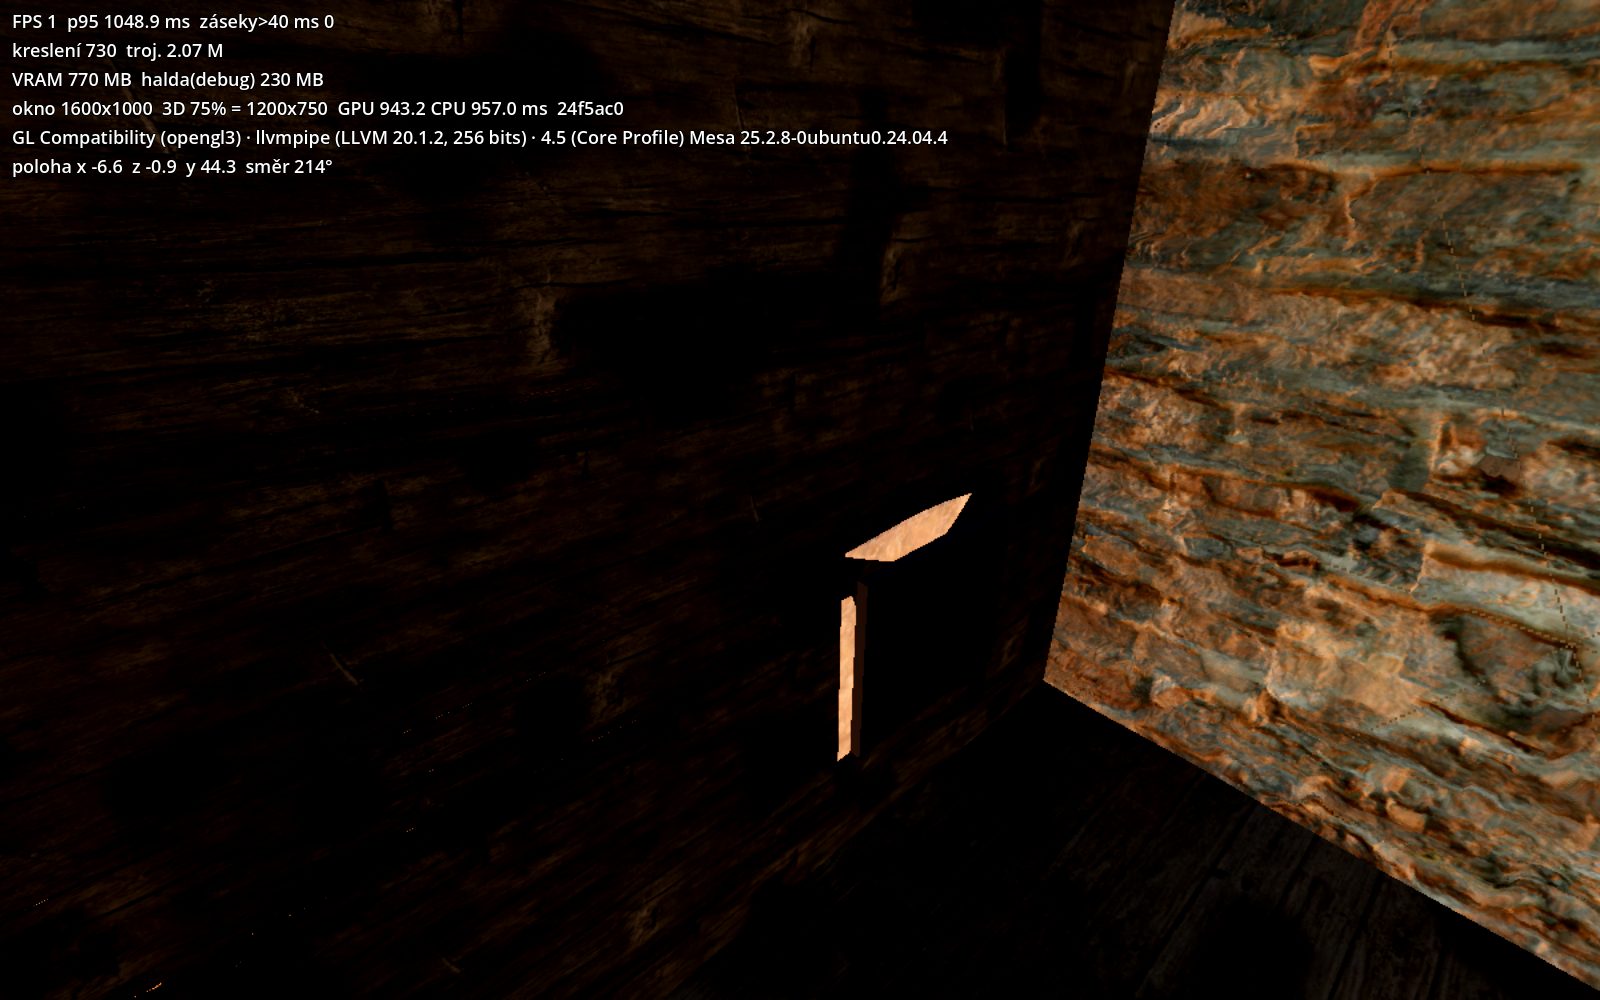 FPS 1  p95 1048.9 ms  záseky>40 ms 0
kreslení 730  troj. 2.07 M
VRAM 770 MB  halda(debug) 230 MB
okno 1600x1000  3D 75% = 1200x750  GPU 943.2 CPU 957.0 ms  24f5ac0
GL Compatibility (opengl3) · llvmpipe (LLVM 20.1.2, 256 bits) · 4.5 (Core Profile) Mesa 25.2.8-0ubuntu0.24.04.4
poloha x -6.6  z -0.9  y 44.3  směr 214°